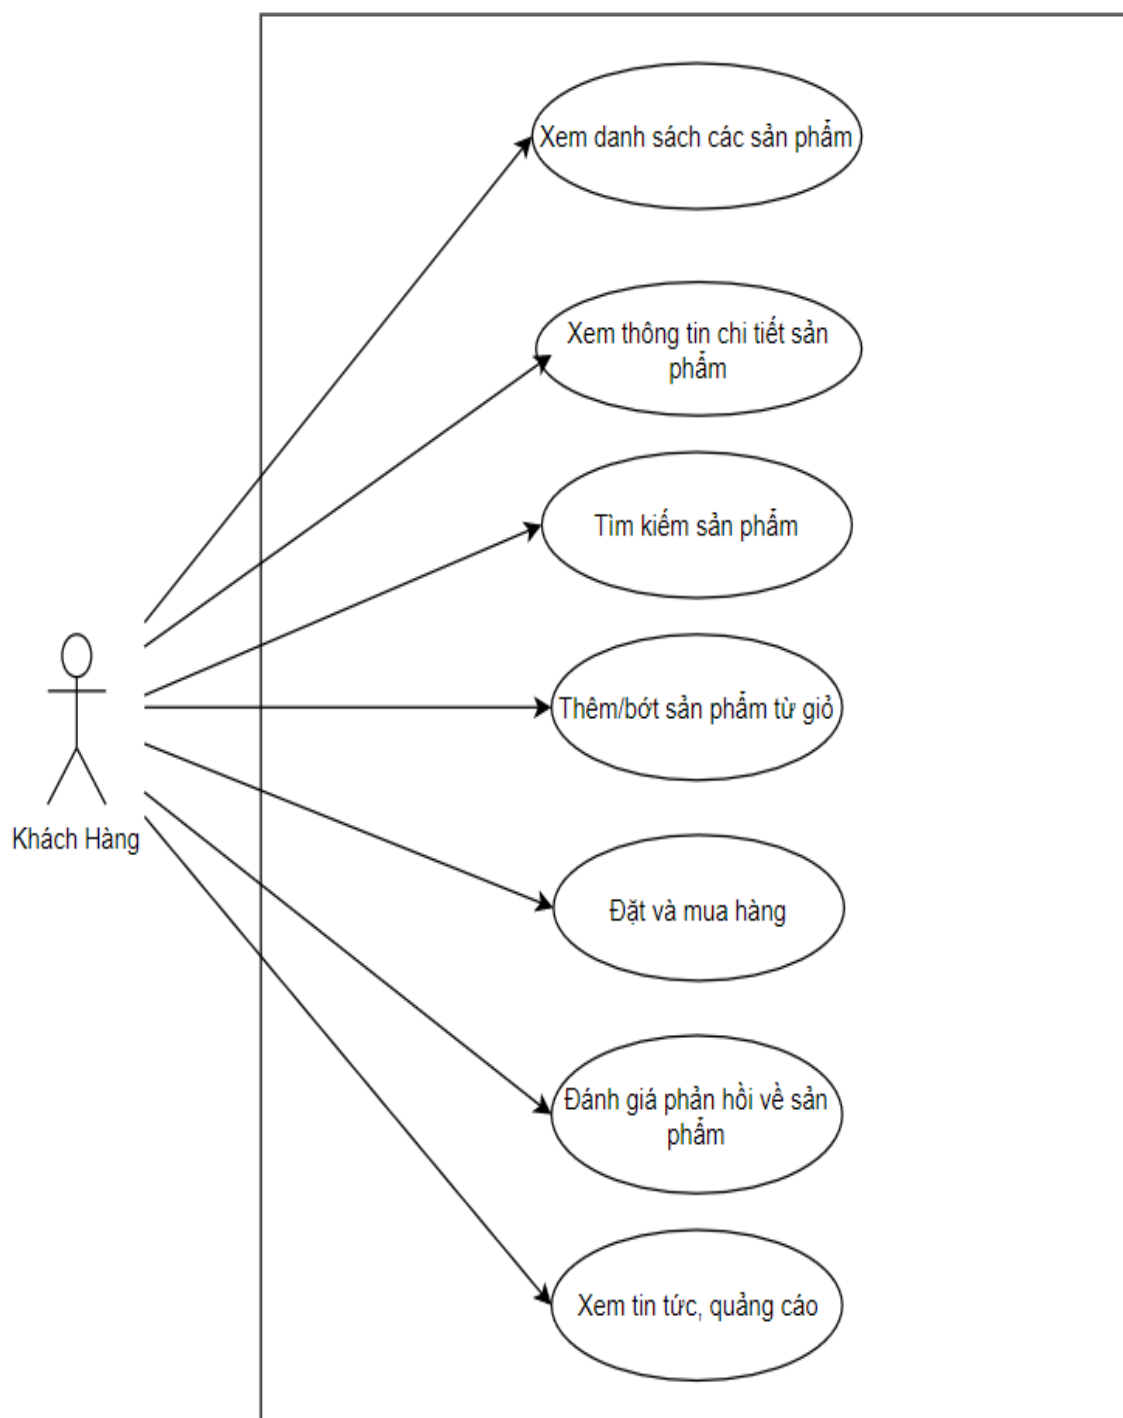 Xem danh sách các sản phẩm
Xem thông tin chi tiết sản
phẩm
Tìm kiếm sản phẩm
Thêm/bớt sản phẩm từ giỏ
Khách Hàng
Đặt và mua hàng
Đánh giá phản hồi về sản
phẩm
Xem tin tức, quảng cáo